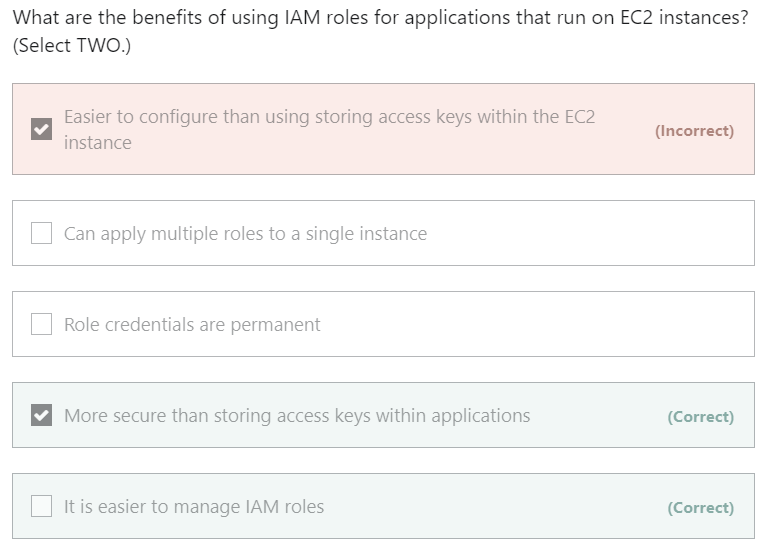 What are the benefits of using IAM roles for applications that run on EC2 instances?
(Select TWO.)
Easier to configure than using storing access keys within the EC2
instance
(Incorrect)
Can apply multiple roles to a single instance
Role credentials are permanent
More secure than storing access keys within applications
(Correct)
It is easier to manage IAM roles
(Correct)